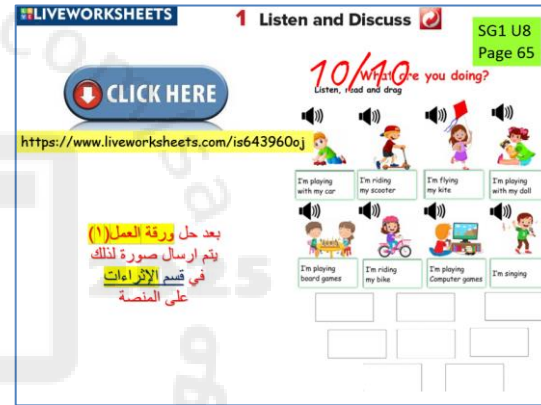 LIVEWORKSHEETS
1 Listen and Discuss
SG1 U8
Page 65
CLICK HERE
https://www.liveworksheets.com/is643960oj
10/10
What are you doing?
Listen, read and drag
I'm playing with my car
I'm riding my scooter
I'm flying my kite
I'm playing with my doll
I'm playing board games
I'm riding my bike
I'm playing Computer games
I'm singing
بعد حل ورقة العمل(١)
يتم ارسال صورة لذلك
في قسم الإثراءات
على المنصة